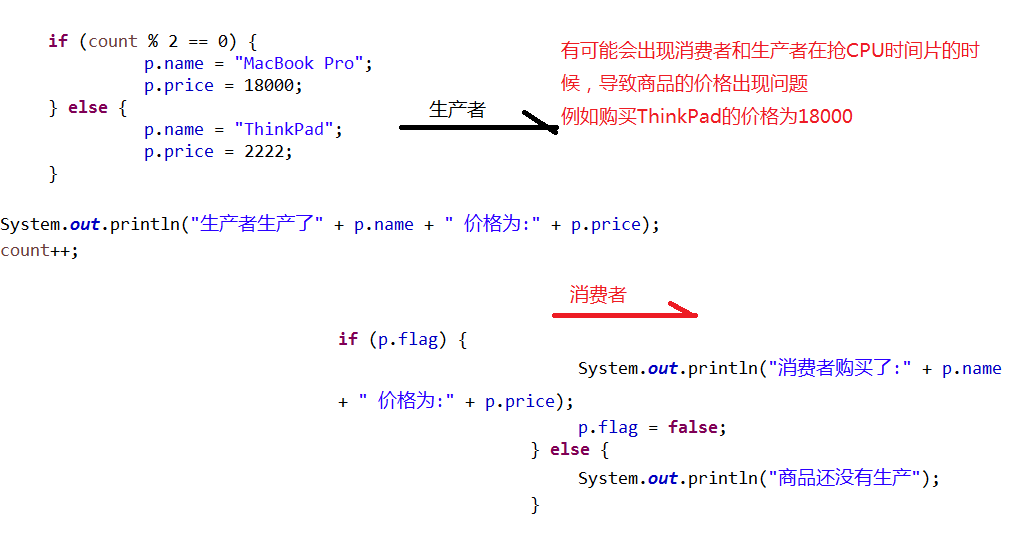 if (count % 2 == 0) {
p.name = "MacBook Pro";
p.price = 18000;
} else {
p.name = "ThinkPad";
p.price = 2222;
}
生产者
有可能会出现消费者和生产者在抢CPU时间片的时
候，导致商品的价格出现问题
例如购买ThinkPad的价格为18000
System.out.println("生产者生产了" + p.name + " 价格为:" + p.price);
count++;
消费者
if (p.flag) {
System.out.println("消费者购买了:" + p.name
+ " 价格为:" + p.price);
p.flag = false;
} else {
System.out.println("商品还没有生产");
}